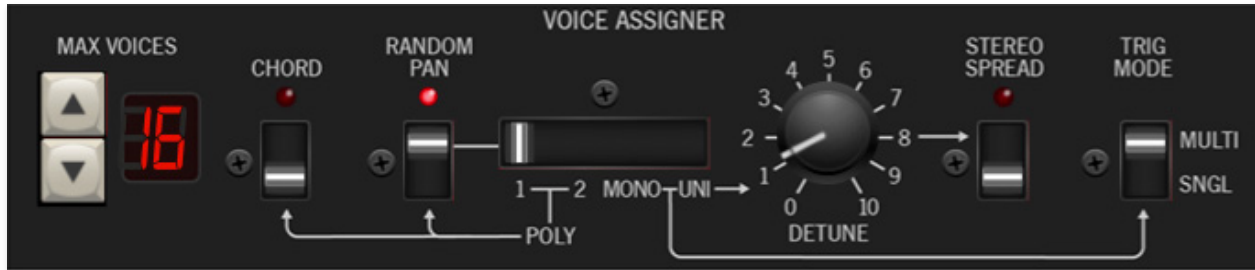 VOICE ASSIGNER
MAX VOICES
16
CHORD
RANDOM
PAN
1 2 MONO UNI
POLY
0 1 2 3 4 5 6 7 8 9 10
DETUNE
STEREO
SPREAD
TRIG
MODE
MULTI
SNGL